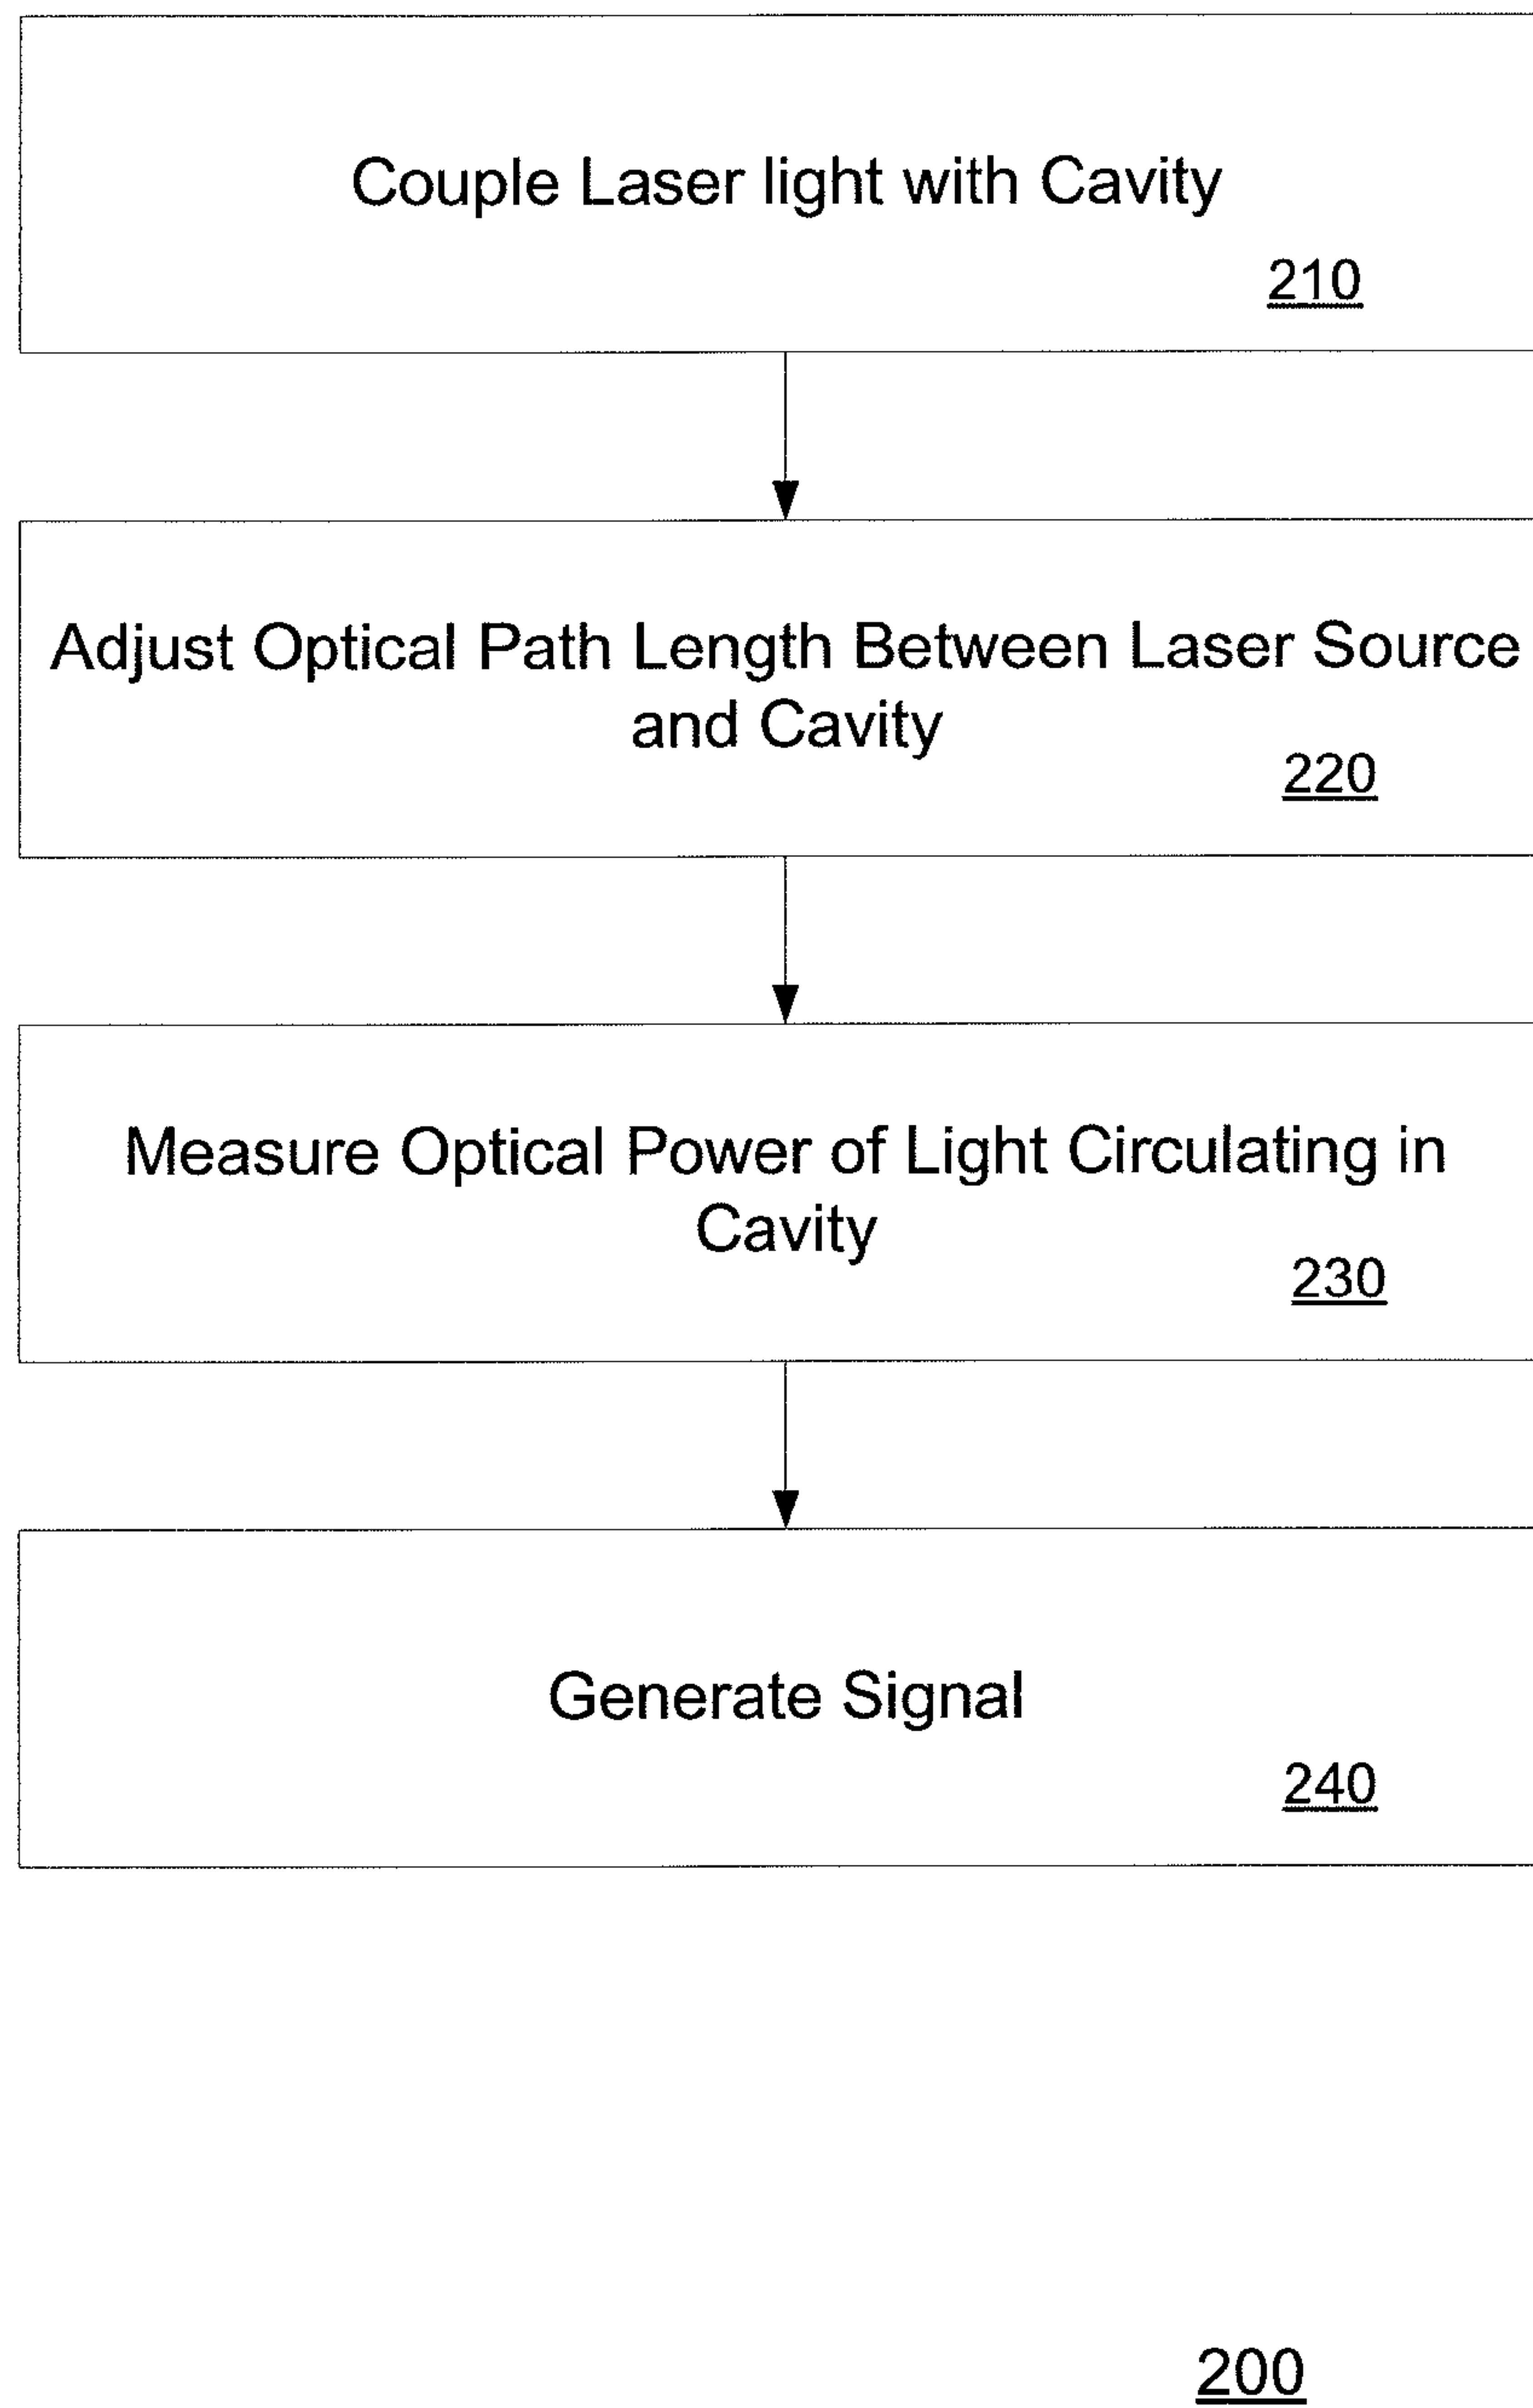 Couple Laser light with Cavity
210
Adjust Optical Path Length Between Laser Source
and Cavity
220
Measure Optical Power of Light Circulating in
Cavity
230
Generate Signal
240
200